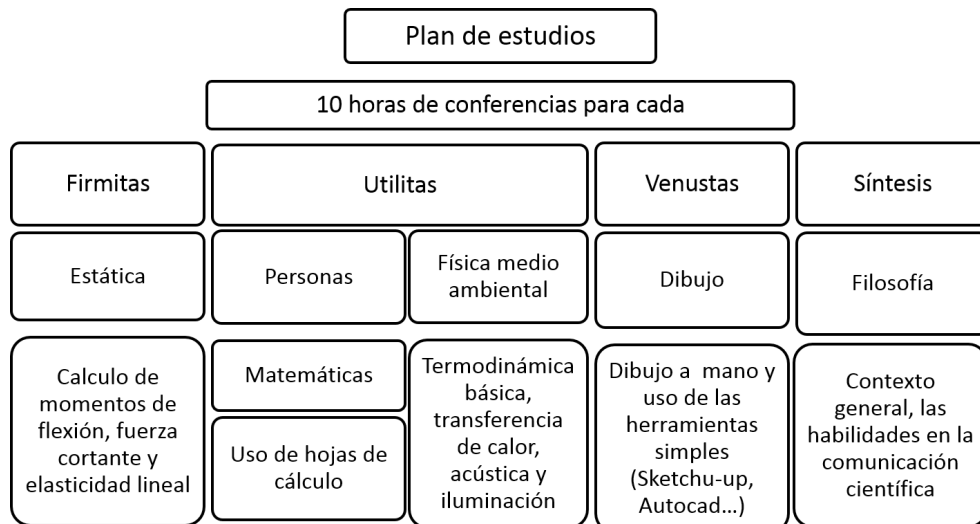 Plan de estudios
10 horas de conferencias para cada
Firmitas
Utilitas
Venustas
Síntesis
Estática
Personas
Física medio
ambiental
Dibujo
Filosofía
Calculo de
momentos de
flexión, fuerza
cortante y
elasticidad lineal
Matemáticas
Uso de hojas de
cálculo
Termodinámica
básica,
transferencia
de calor,
acústica y
iluminación
Dibujo a mano y
uso de las
herramientas
simples
(Sketchu-up,
Autocad...)
Contexto
general, las
habilidades en la
comunicación
científica